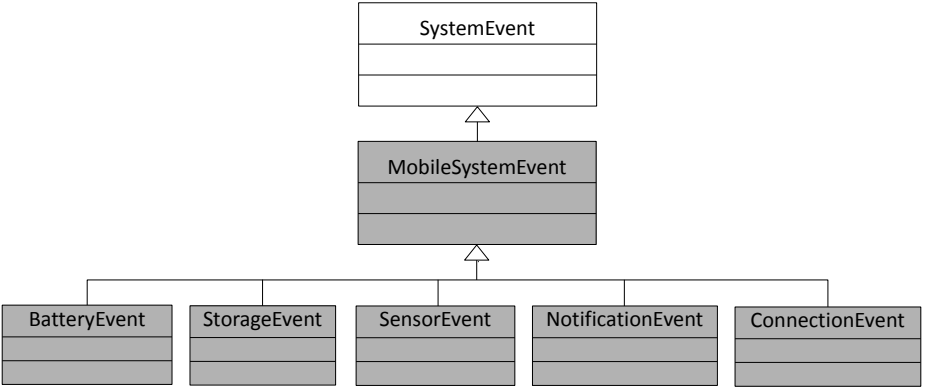 SystemEvent
MobileSystemEvent
BatteryEvent
StorageEvent
SensorEvent
NotificationEvent
ConnectionEvent